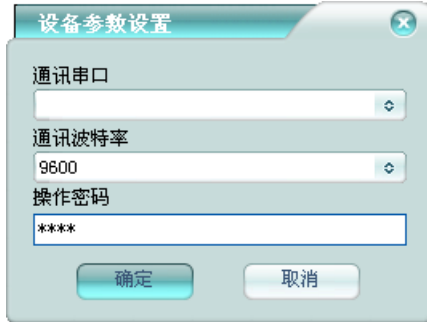 设备参数设置
通讯串口
通讯波特率
9600
操作密码
****
确定
取消